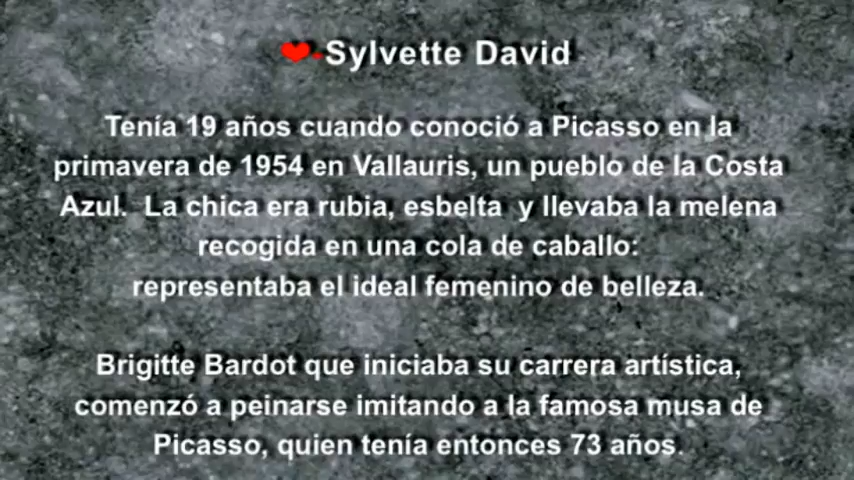 Sylvette David
Tenía 19 años cuando conoció a Picasso en la
primavera de 1954 en Vallauris, un pueblo de la Costa
Azul.  La chica era rubia, esbelta  y llevaba la melena
recogida en una cola de caballo:
representaba el ideal femenino de belleza.
Brigitte Bardot que iniciaba su carrera artística,
comenzó a peinarse imitando a la famosa musa de
Picasso, quien tenía entonces 73 años.